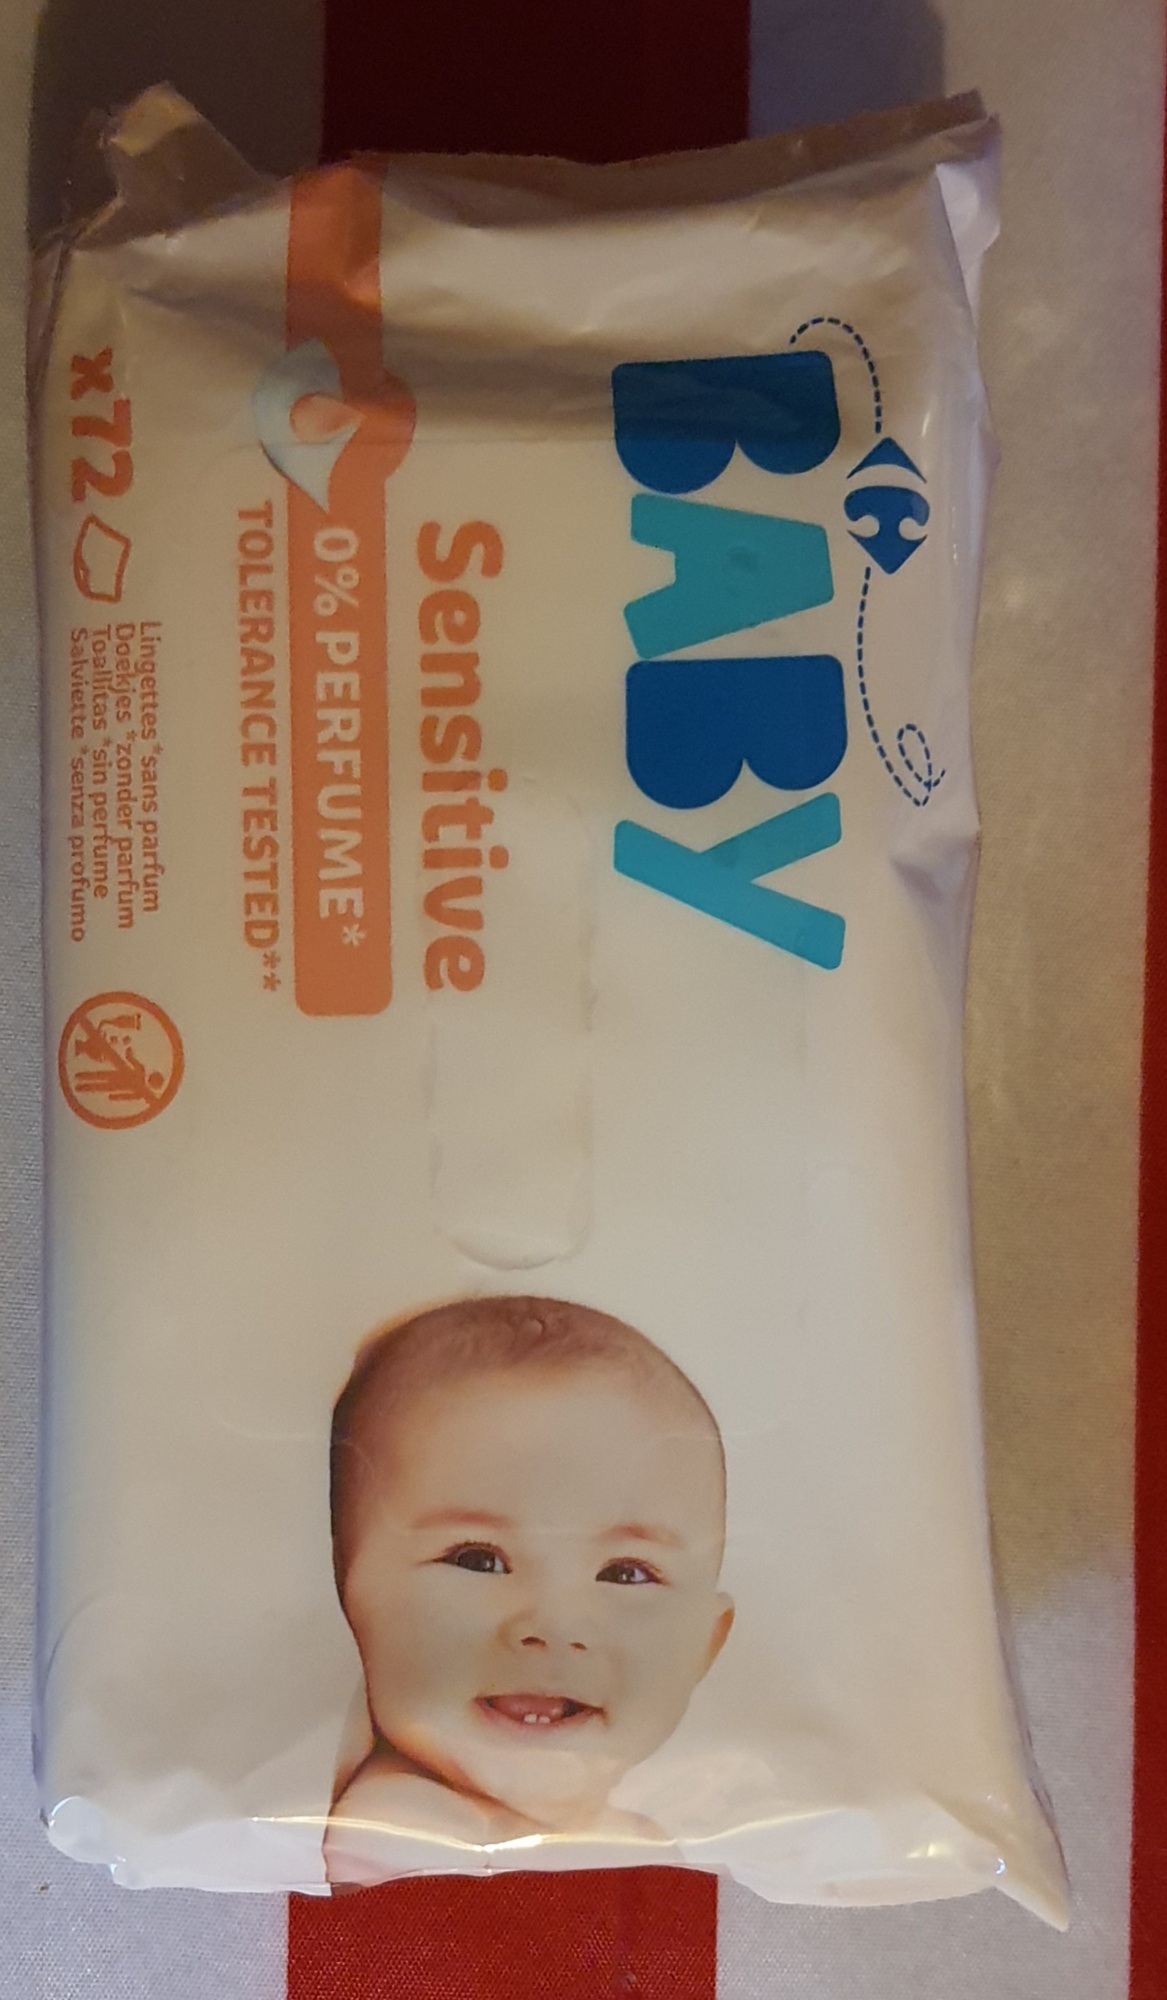 BABY
Sensitive
0% PERFUME*
TOLERANCE TESTED**
x72
Lingettes *sans parfum
Doekjes *zonder parfum
Toallitas *sin perfume
Salviette *senza profumo